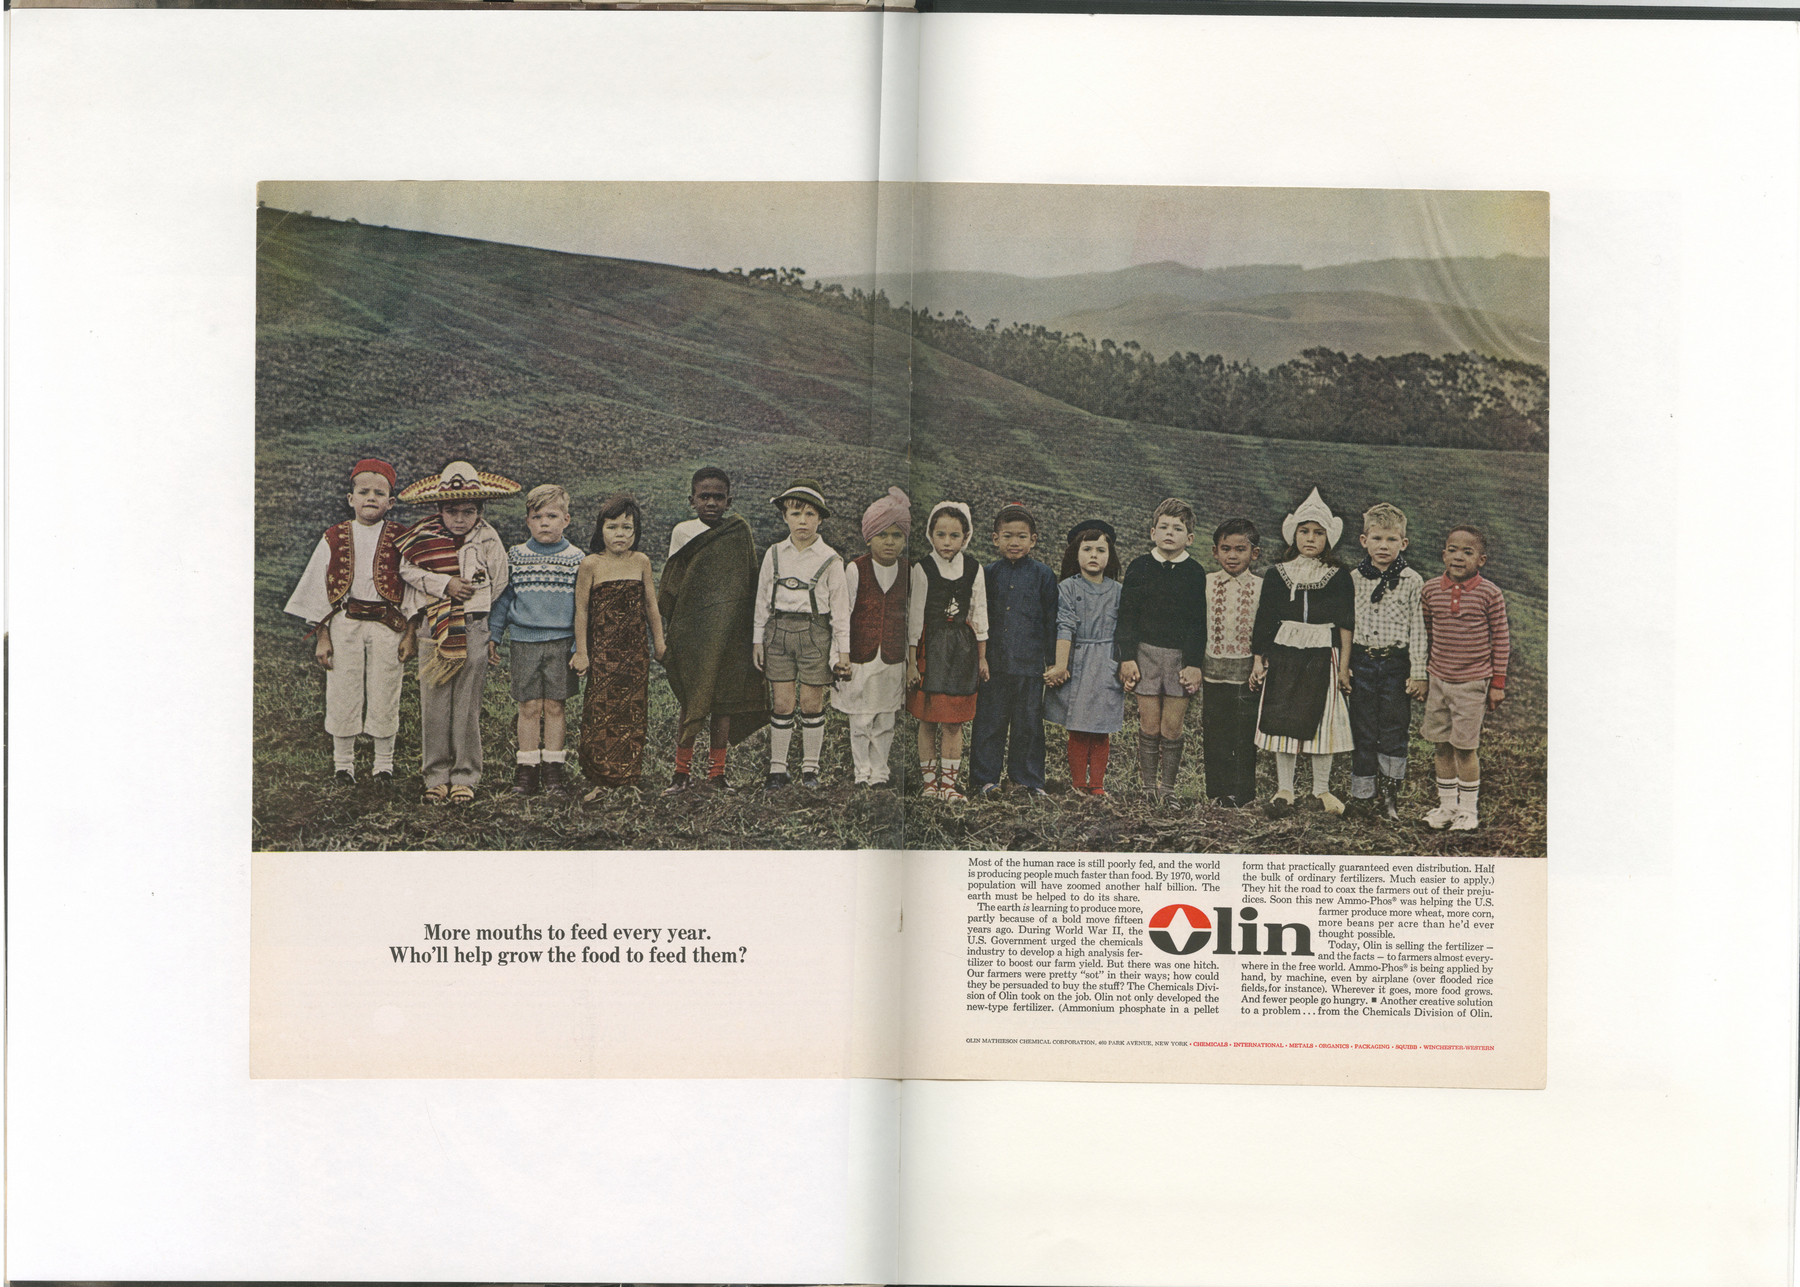 More mouths to feed every year.
Who'll help grow the food to feed them?
Most of the human race is still poorly fed, and the world
is producing people much faster than food. By 1970, world
population will have zoomed another half billion. The
earth must be helped to do its share.
The earth is learning to produce more,
partly because of a bold move fifteen
years ago. During World War II, the
U.S. Government urged the chemicals
industry to develop a high analysis fer-
tilizer to boost our farm yield. But there was one hitch.
Our farmers were pretty "sot" in their ways; how could
they be persuaded to buy the stuff? The Chemicals Divi-
sion of Olin took on the job. Olin not only developed the
new-type fertilizer. (Ammonium phosphate in a pellet
Olin
form that practically guaranteed even distribution. Half
the bulk of ordinary fertilizers. Much easier to apply.)
They hit the road to coax the farmers out of their preju-
dices. Soon this new Ammo-Phos® was helping the U.S.
farmer produce more wheat, more corn,
more beans per acre than he'd ever
thought possible.
Today, Olin is selling the fertilizer —
and the facts — to farmers almost every-
where in the free world. Ammo-Phos® is being applied by
hand, by machine, even by airplane (over flooded rice
fields, for instance). Wherever it goes, more food grows.
And fewer people go hungry. ■ Another creative solution
to a problem...from the Chemicals Division of Olin.
OLIN MATHIESON CHEMICAL CORPORATION, 460 PARK AVENUE, NEW YORK • CHEMICALS • INTERNATIONAL • METALS • ORGANICS • PACKAGING • SQUIBB • WINCHESTER-WESTERN